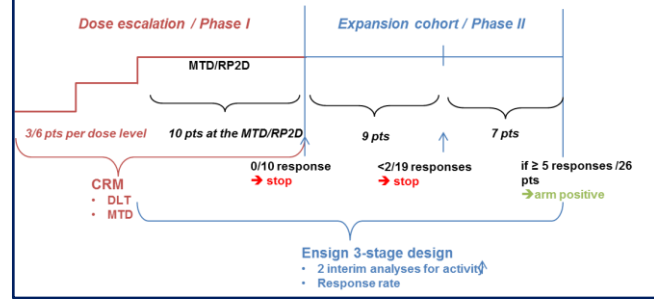 Dose escalation / Phase I
Expansion cohort / Phase II
MTD/RP2D
3/6 pts per dose level
10 pts at the MTD/RP2D
9 pts
7 pts
0/10 response
➔ stop
<2/19 responses
➔ stop
if ≥ 5 responses /26
pts
➔arm positive
CRM
• DLT
• MTD
Ensign 3-stage design
• 2 interim analyses for activity
• Response rate